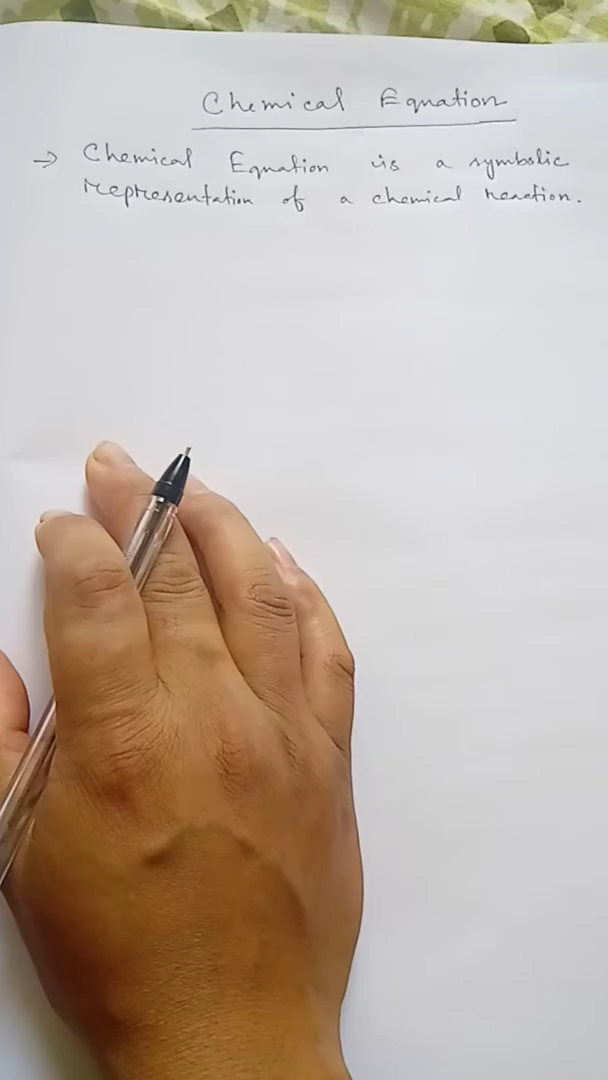 Chemical Equation
→ Chemical Equation is a symbolic
representation of a chemical reaction.